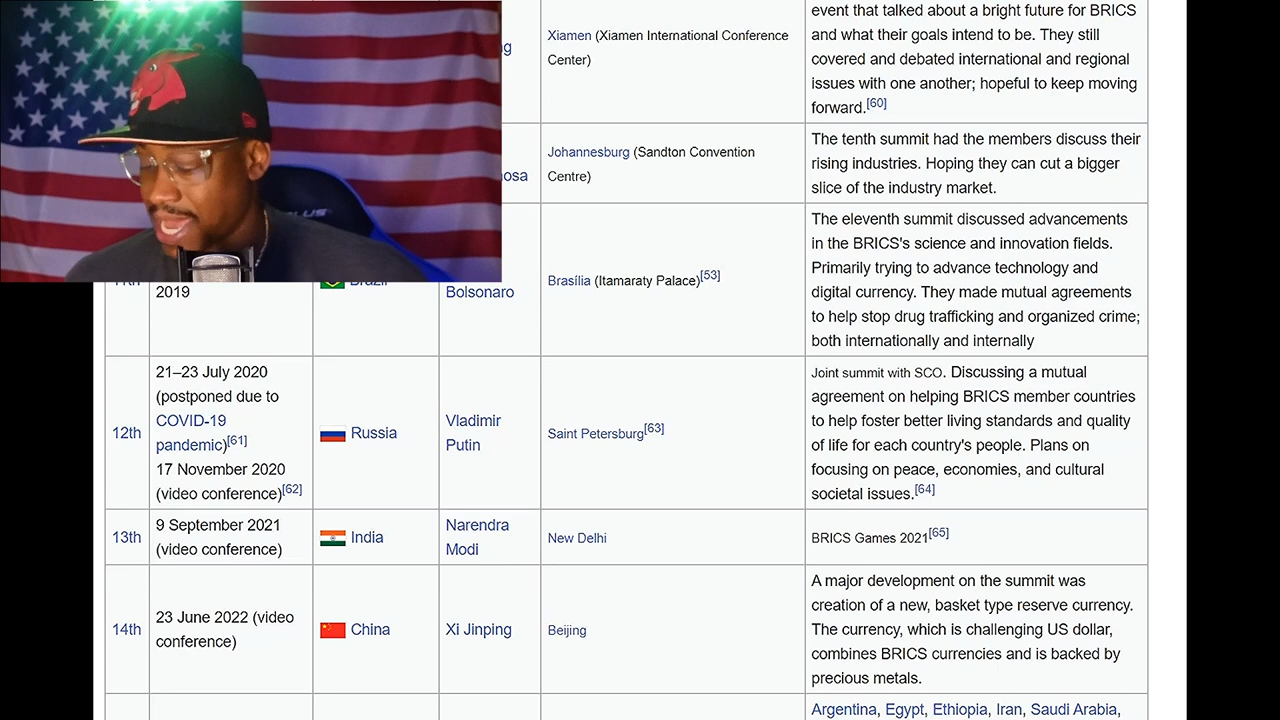 event that talked about a bright future for BRICS
and what their goals intend to be. They still
covered and debated international and regional
issues with one another; hopeful to keep moving
forward.[60]
Xiamen (Xiamen International Conference
Center)
Johannesburg (Sandton Convention
Centre)
The tenth summit had the members discuss their
rising industries. Hoping they can cut a bigger
slice of the industry market.
2019
Brazil
Bolsonaro
Brasília (Itamaraty Palace)[53]
The eleventh summit discussed advancements
in the BRICS's science and innovation fields.
Primarily trying to advance technology and
digital currency. They made mutual agreements
to help stop drug trafficking and organized crime;
both internationally and internally
12th
21–23 July 2020
(postponed due to
COVID-19
pandemic)[61]
17 November 2020
(video conference)[62]
Russia
Vladimir
Putin
Saint Petersburg[63]
Joint summit with SCO. Discussing a mutual
agreement on helping BRICS member countries
to help foster better living standards and quality
of life for each country's people. Plans on
focusing on peace, economies, and cultural
societal issues.[64]
13th
9 September 2021
(video conference)
India
Narendra
Modi
New Delhi
BRICS Games 2021[65]
14th
23 June 2022 (video
conference)
China
Xi Jinping
Beijing
A major development on the summit was
creation of a new, basket type reserve currency.
The currency, which is challenging US dollar,
combines BRICS currencies and is backed by
precious metals.
Argentina, Egypt, Ethiopia, Iran, Saudi Arabia,